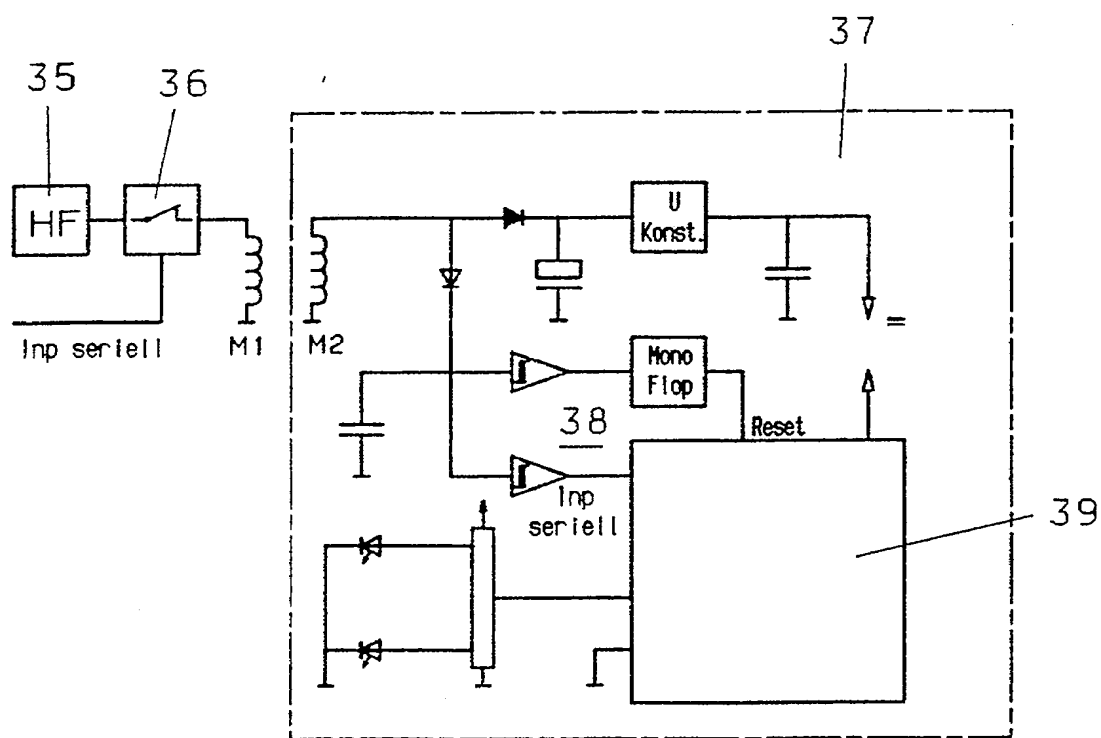 37
35
36
HF
U
Konst.
Inp seriell
M1
M2
=
Mono
Flop
38
Reset
Inp
seriell
39